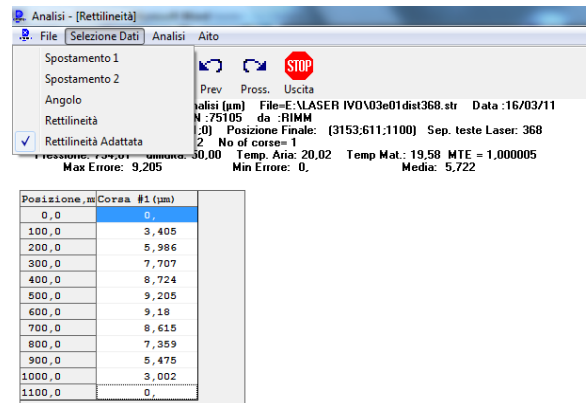 Analisi - [Rettilineità]
File Selezione Dati Analisi Aito
Spostamento 1
Spostamento 2
Angolo
Rettilineità
✓ Rettilineità Adattata
Prev Pross. STOP Uscita
nalisi (µm) File=E:\LASER IVO\03e01dist368.str Data :16/03/11
N :75105 da :RIMM
;0) Posizione Finale: (3153;611;1100) Sep. teste Laser: 368
2 No of corse= 1
Temp. Aria: 20,02 Temp Mat.: 19,58 MTE = 1,000005
Max Errore: 9,205 Min Errore: 0, Media: 5,722
Posizione,m Corsa #1(µm)
0,0 0,
100,0 3,405
200,0 5,986
300,0 7,707
400,0 8,724
500,0 9,205
600,0 9,18
700,0 8,615
800,0 7,359
900,0 5,475
1000,0 3,002
1100,0 0,